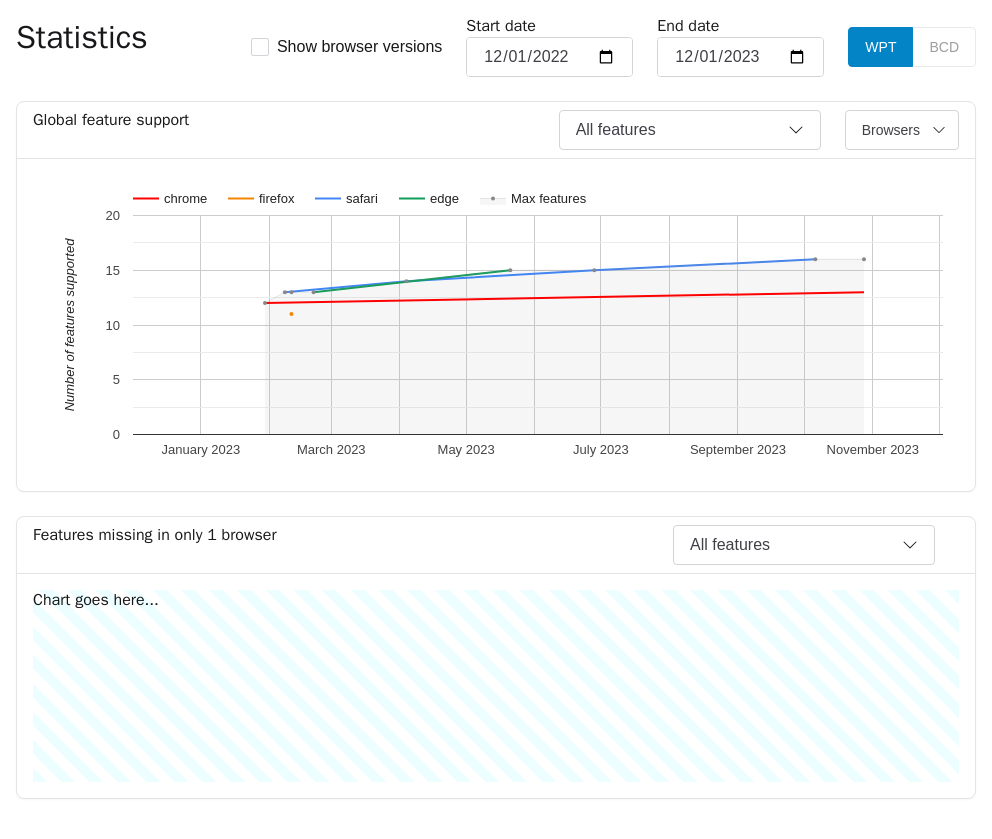 Statistics
Show browser versions
Start date
12/01/2022
End date
12/01/2023
WPT
BCD
Global feature support
All features
Browsers
chrome
firefox
safari
edge
Max features
20
15
10
5
0
Number of features supported
January 2023
March 2023
May 2023
July 2023
September 2023
November 2023
Features missing in only 1 browser
All features
Chart goes here...